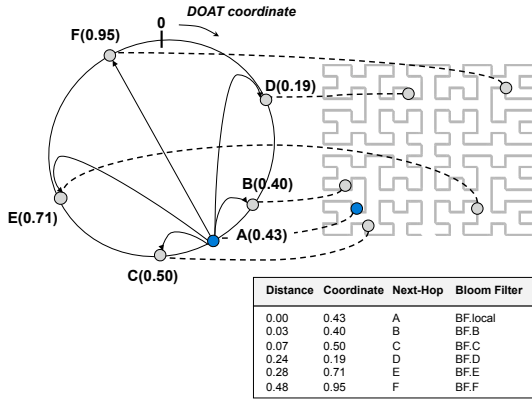 DOAT coordinate
0
F(0.95)
D(0.19)
B(0.40)
E(0.71)
A(0.43)
C(0.50)
Distance Coordinate Next-Hop Bloom Filter
0.00 0.43 A BF.local
0.03 0.40 B BF.B
0.07 0.50 C BF.C
0.24 0.19 D BF.D
0.28 0.71 E BF.E
0.48 0.95 F BF.F